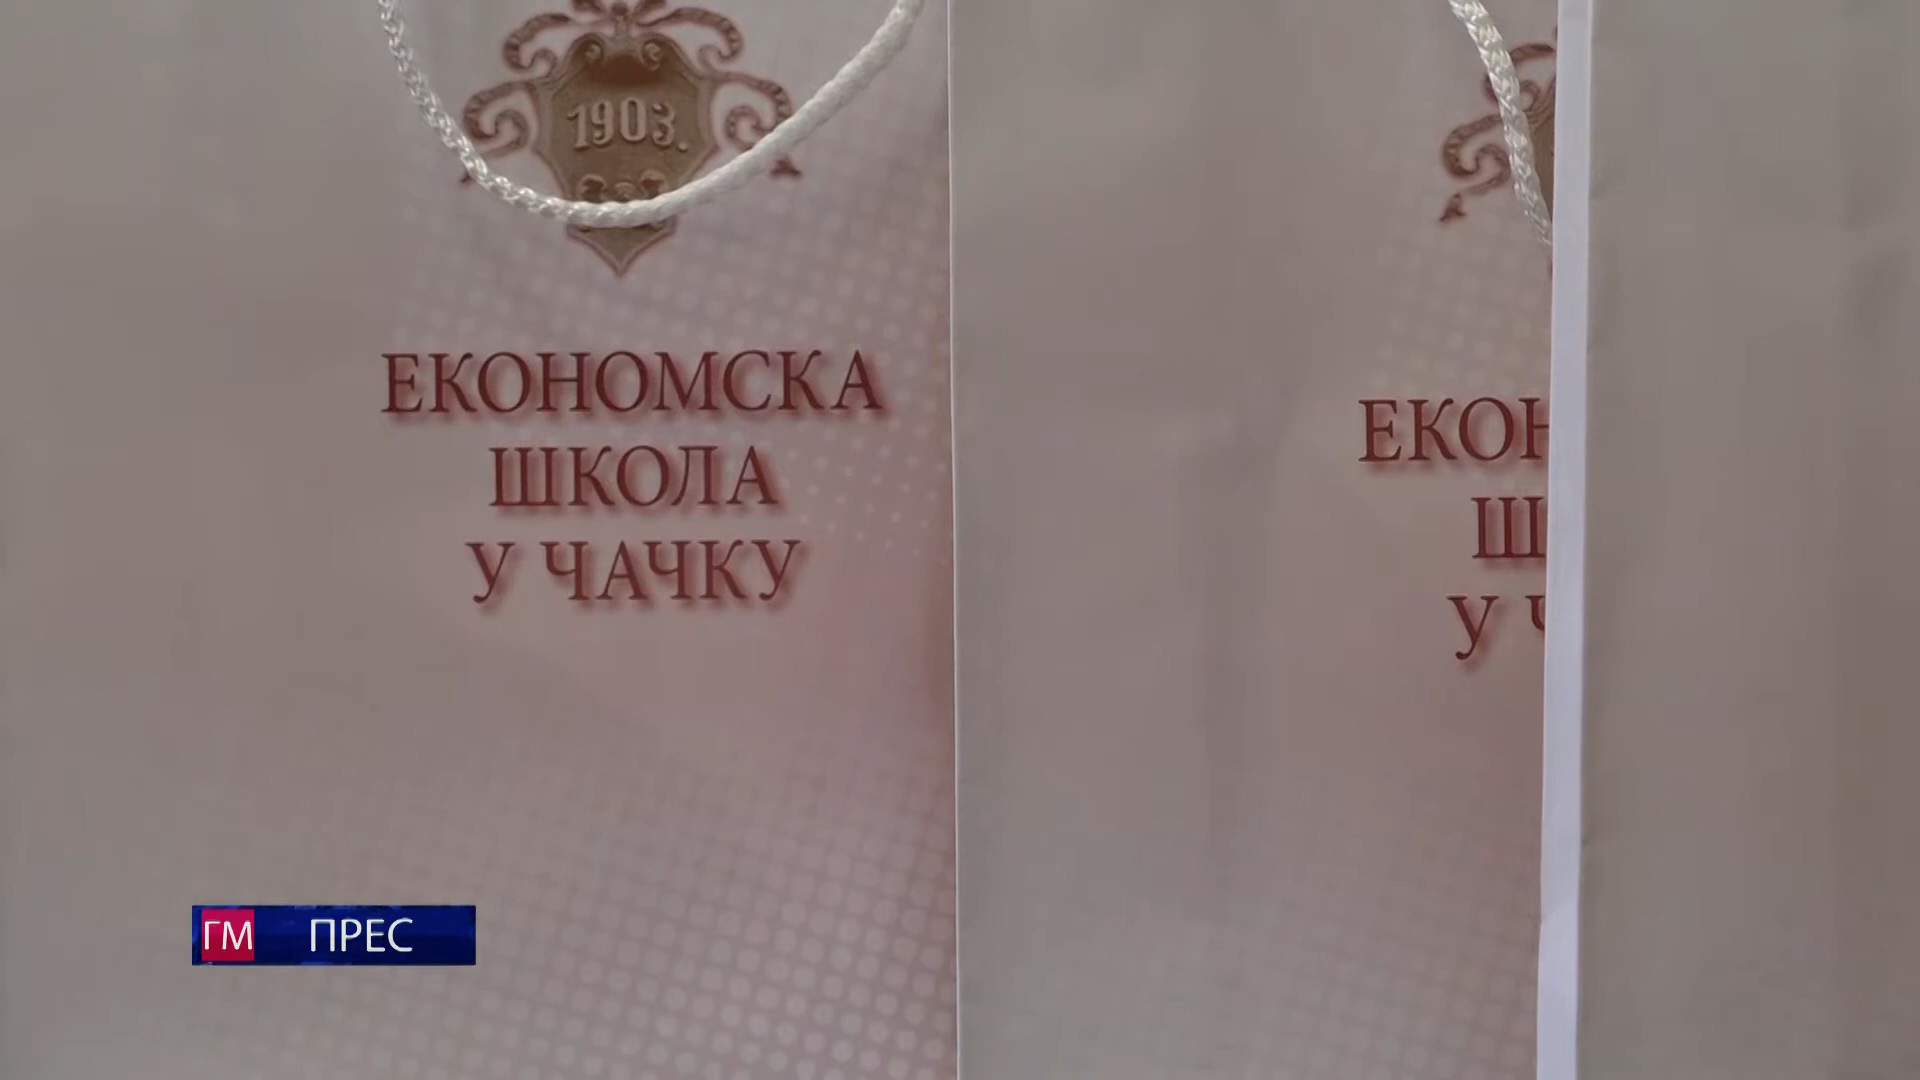 1903.
ЕКОНОМСКА
ШКОЛА
У ЧАЧКУ
ЕКОН
Ш
У Ч
ГМ ПРЕС